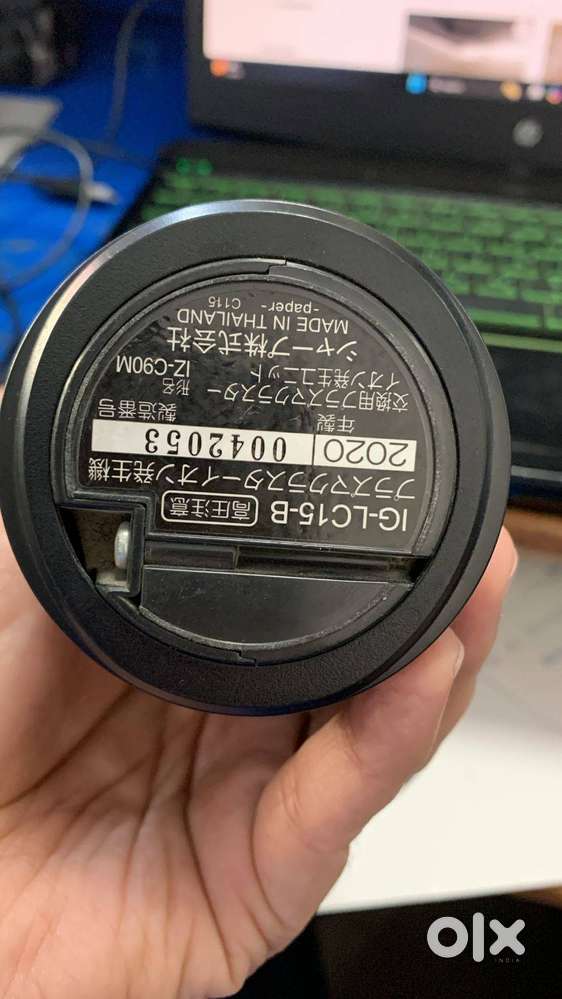 IG-LC15-B 高圧注意
プラズマクラスターイオン発生機
2020 0042053
年製 製造番号
交換用プラズマクラスター 形名
イオン発生ユニット IZ-C90M
シャープ株式会社
MADE IN THAILAND
-paper- C115
hp
OLX
INDIA